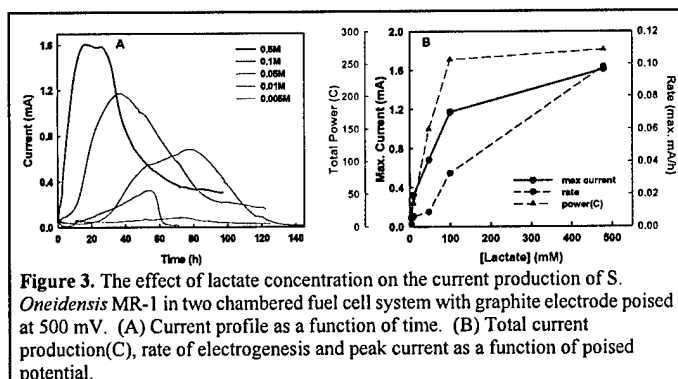 A
0,5M
0,1M
0,05M
0,01M
0,005M
1.6
1.2
0.8
0.4
0.0
Current (mA)
0 20 40 60 80 100 120 140
Time (h)
B
300
250
200
150
100
50
0
Total Power (C)
2.0
1.6
1.2
0.8
0.4
0.0
Max. Current (mA)
0.12
0.10
0.08
0.06
0.04
0.02
0.00
Rate (max. mA/h)
max current
rate
power(C)
0 100 200 300 400 500
[Lactate] (mM)
Figure 3. The effect of lactate concentration on the current production of S.
Oneidensis MR-1 in two chambered fuel cell system with graphite electrode poised
at 500 mV. (A) Current profile as a function of time. (B) Total current
production(C), rate of electrogenesis and peak current as a function of poised
potential.